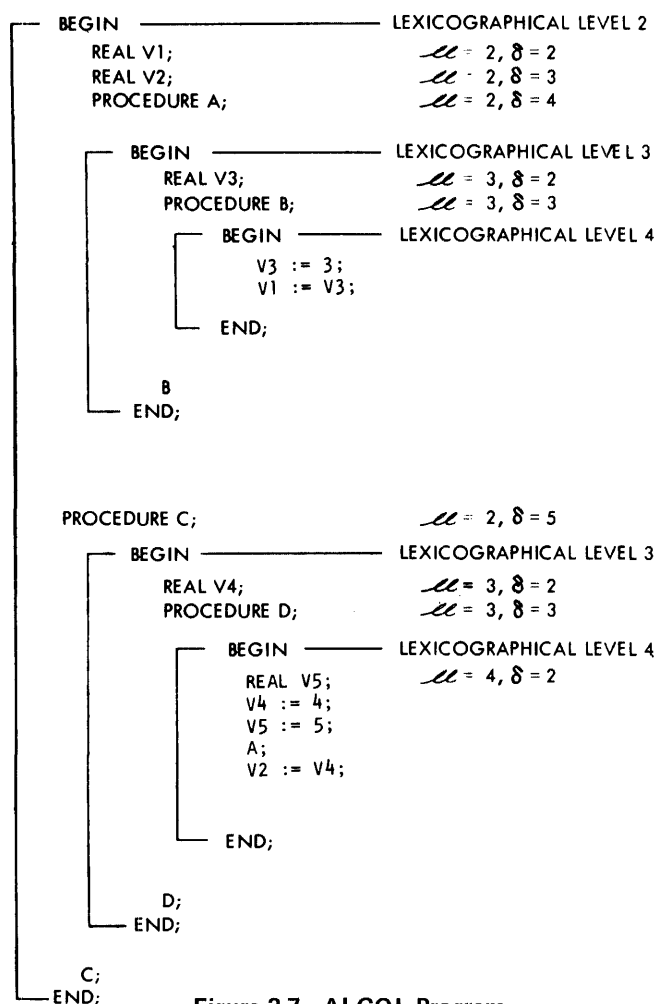 BEGIN LEXICOGRAPHICAL LEVEL 2
REAL V1; ℓℓ = 2, δ = 2
REAL V2; ℓℓ = 2, δ = 3
PROCEDURE A; ℓℓ = 2, δ = 4
BEGIN LEXICOGRAPHICAL LEVEL 3
REAL V3; ℓℓ = 3, δ = 2
PROCEDURE B; ℓℓ = 3, δ = 3
BEGIN LEXICOGRAPHICAL LEVEL 4
V3 := 3;
V1 := V3;
END;
B
END;
PROCEDURE C; ℓℓ = 2, δ = 5
BEGIN LEXICOGRAPHICAL LEVEL 3
REAL V4; ℓℓ = 3, δ = 2
PROCEDURE D; ℓℓ = 3, δ = 3
BEGIN LEXICOGRAPHICAL LEVEL 4
REAL V5; ℓℓ = 4, δ = 2
V4 := 4;
V5 := 5;
A;
V2 := V4;
END;
D;
END;
C;
END;
Figure 2-7. ALGOL Program